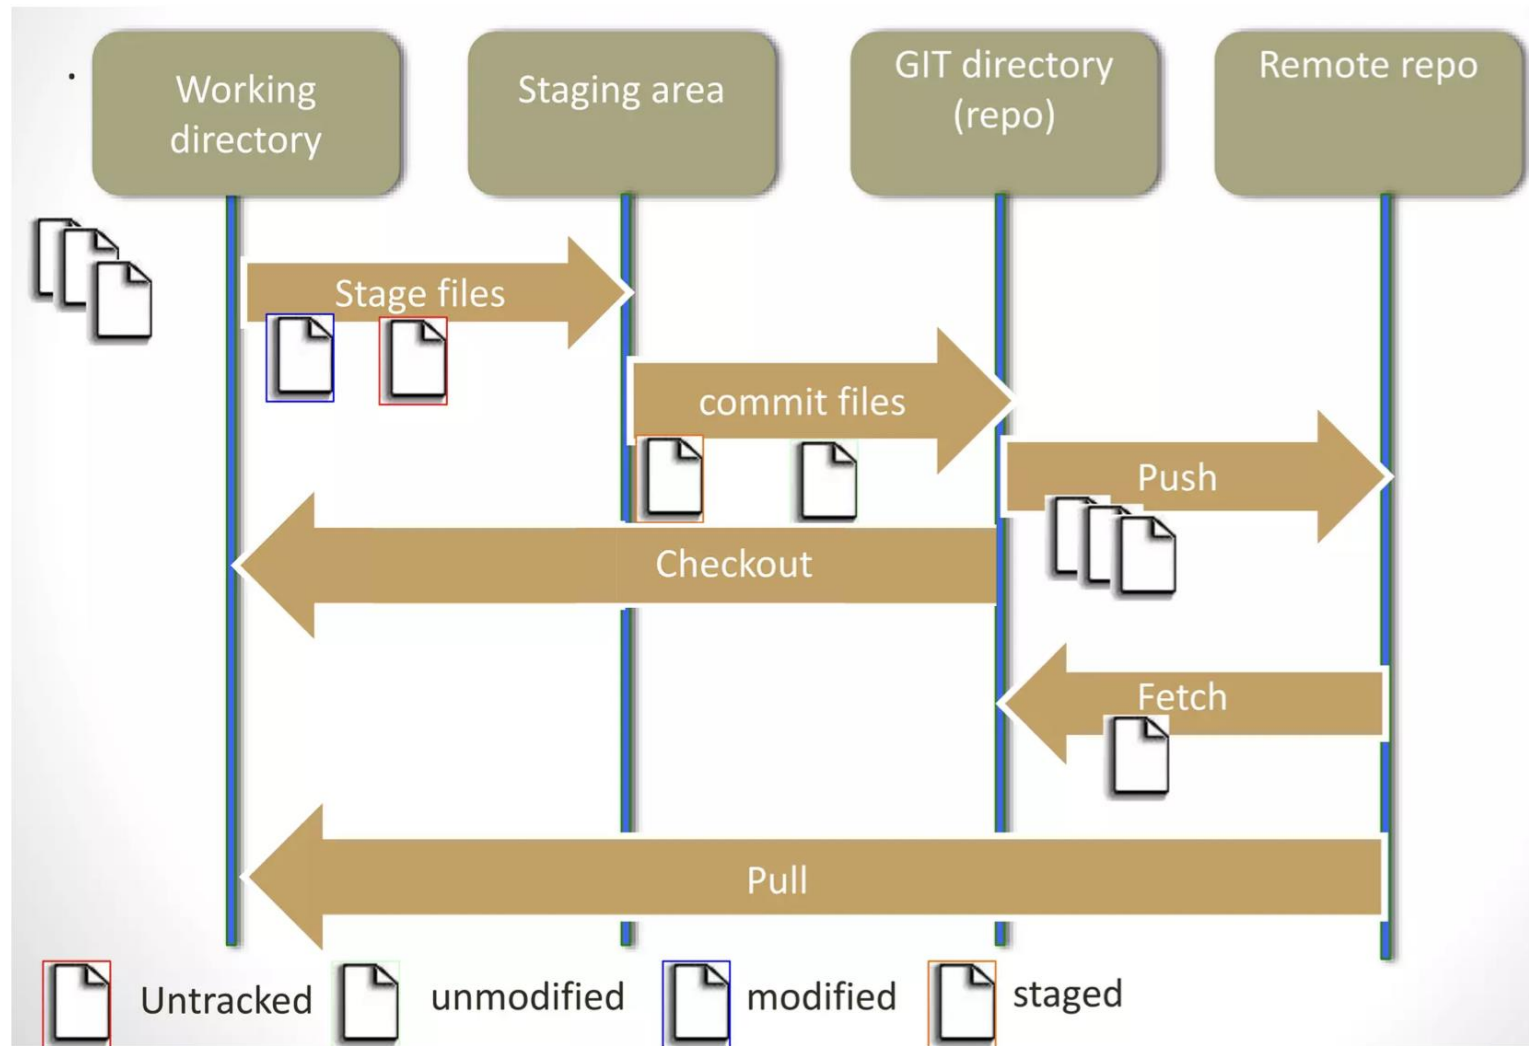 Working
directory
Staging area
GIT directory
(repo)
Remote repo
Stage files
commit files
Push
Checkout
Fetch
Pull
Untracked
unmodified
modified
staged